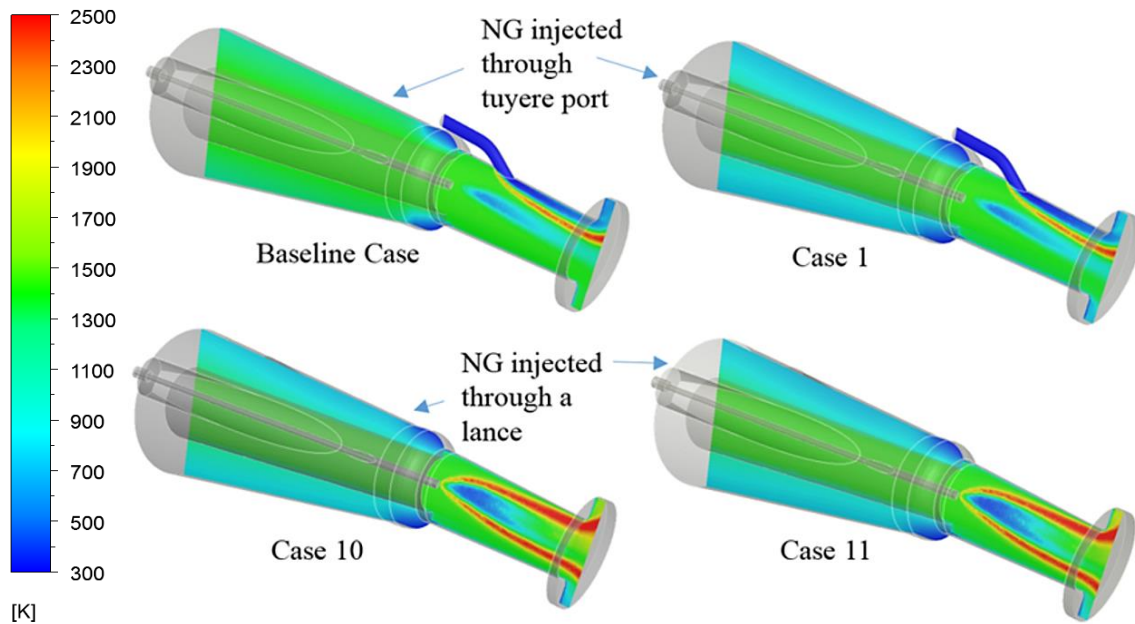 2500
2300
2100
1900
1700
1500
1300
1100
900
700
500
300
[K]
NG injected
through
tuyere port
Baseline Case
Case 1
NG injected
through a
lance
Case 10
Case 11